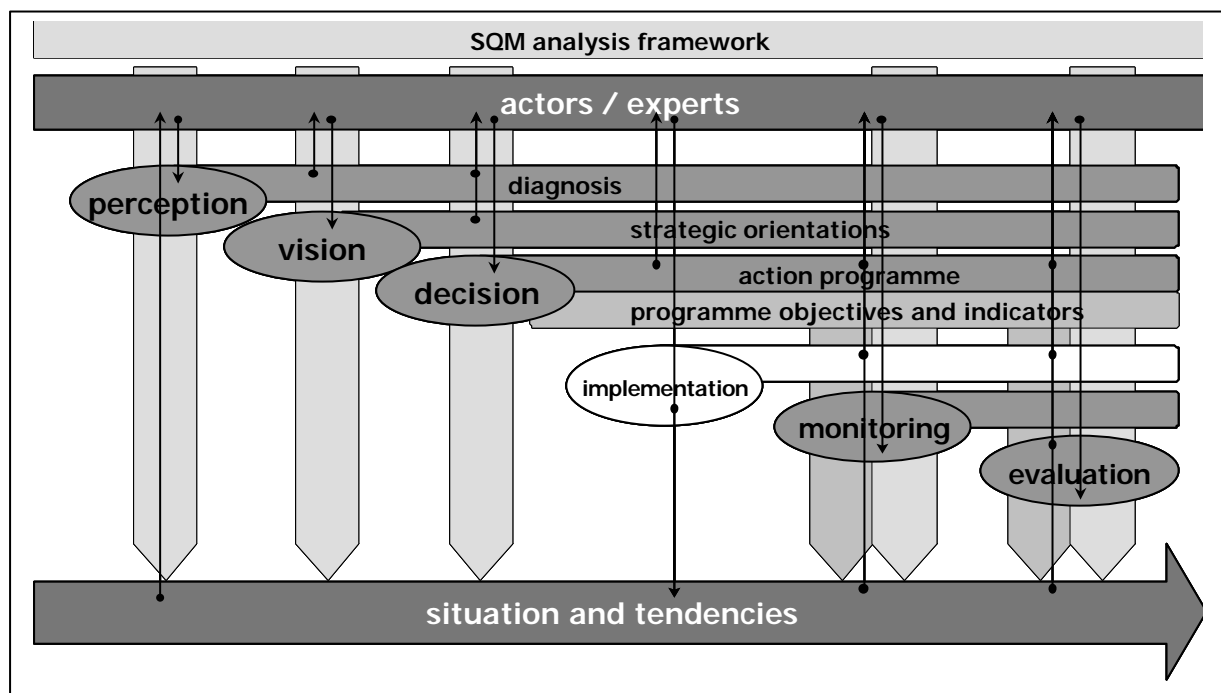 SQM analysis framework
actors / experts
diagnosis
perception
strategic orientations
vision
action programme
decision
programme objectives and indicators
implementation
monitoring
evaluation
situation and tendencies